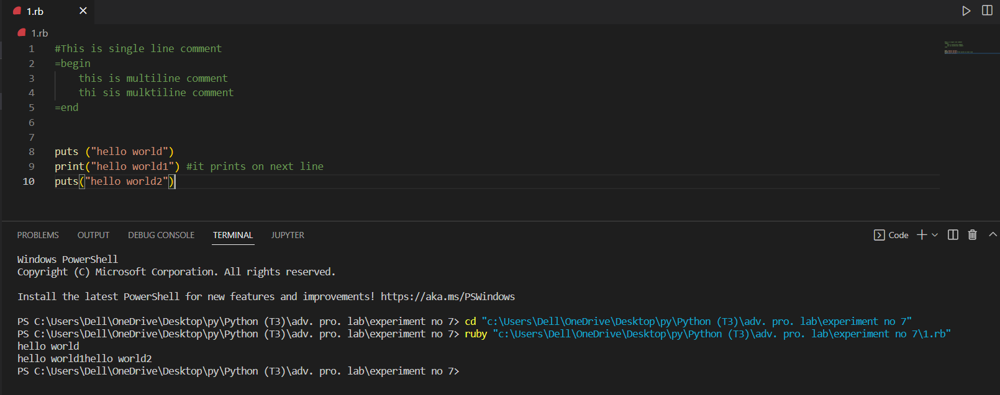 1.rb
1.rb
1 #This is single line comment
2 =begin
3     this is multiline comment
4     thi sis mulktiline comment
5 =end
6
7
8 puts ("hello world")
9 print("hello world1") #it prints on next line
10 puts("hello world2")
PROBLEMS OUTPUT DEBUG CONSOLE TERMINAL JUPYTER Code
Windows PowerShell
Copyright (C) Microsoft Corporation. All rights reserved.
Install the latest PowerShell for new features and improvements! https://aka.ms/PSWindows
PS C:\Users\Dell\OneDrive\Desktop\py\Python (T3)\adv. pro. lab\experiment no 7> cd "c:\Users\Dell\OneDrive\Desktop\py\Python (T3)\adv. pro. lab\experiment no 7"
PS C:\Users\Dell\OneDrive\Desktop\py\Python (T3)\adv. pro. lab\experiment no 7> ruby "c:\Users\Dell\OneDrive\Desktop\py\Python (T3)\adv. pro. lab\experiment no 7\1.rb"
hello world
hello world1hello world2
PS C:\Users\Dell\OneDrive\Desktop\py\Python (T3)\adv. pro. lab\experiment no 7>